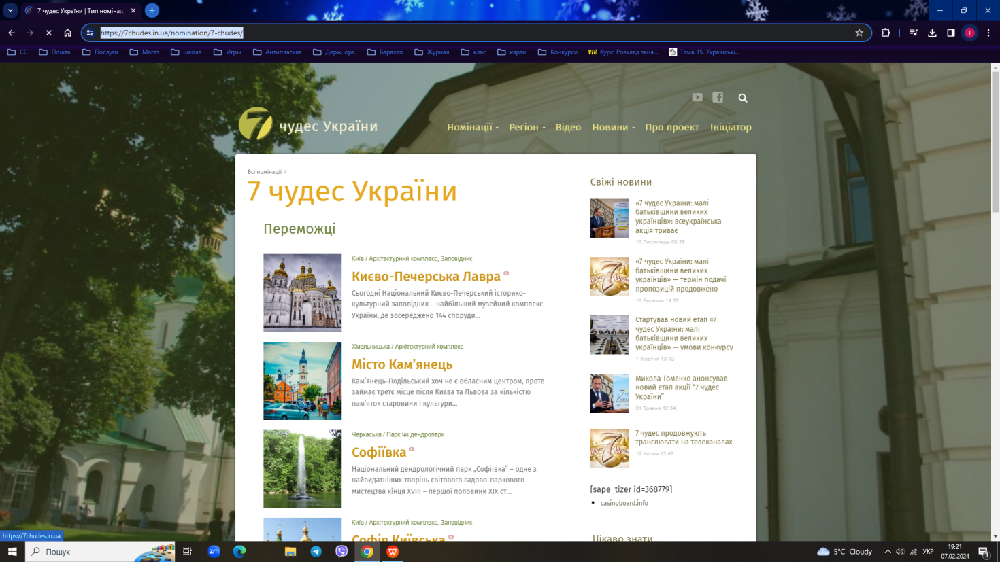 7 чудес України | Тип номінац
https://7chudes.in.ua/nomination/7-chudes/
СС
Пошта
Послуги
Магаз
школа
Игры
Антиплагиат
Держ. орг.
Барахло
Журнал
клас
карти
Конкурси
VLE Курс: Розклад заня...
Тема 15. Українські...
7 чудес України
Номінації
Регіон
Відео
Новини
Про проект
Ініціатор
Всі номінації >
7 чудес України
Переможці
Київ / Архітектурний комплекс, Заповідник
Києво-Печерська Лавра
Сьогодні Національний Києво-Печерський історико-
культурний заповідник – найбільший музейний комплекс
України, де зосереджено 144 споруди...
Хмельницька / Архітектурний комплекс
Місто Кам’янець
Кам’янець-Подільський хоч не є обласним центром, проте
займає третє місце після Києва та Львова за кількістю
пам’яток старовини і культури...
Черкаська / Парк чи дендропарк
Софіївка
Національний дендрологічний парк „Софіївка” – одне з
найвидатніших творінь світового садово-паркового
мистецтва кінця XVIII – першої половини XIX ст...
Київ / Архітектурний комплекс, Заповідник
Софія Київська
Свіжі новини
«7 чудес України: малі
батьківщини великих
українців»: всеукраїнська
акція триває
16 Листопада 08:38
«7 чудес України: малі
батьківщини великих
українців» — термін подачі
пропозицій продовжено
18 Березня 14:32
Стартував новий етап «7
чудес України: малі
батьківщини великих
українців» — умови конкурсу
1 Жовтня 13:12
Микола Томенко анонсував
новий етап акції “7 чудес
України”
31 Травня 12:54
7 чудес продовжують
транслювати на телеканалах
19 Квітня 13:48
[sape_tizer id=368779]
casinoboard.info
Цікаво знати
https://7chudes.in.ua
Пошук
zm
5°C Cloudy
УКР
19:21
07.02.2024
3